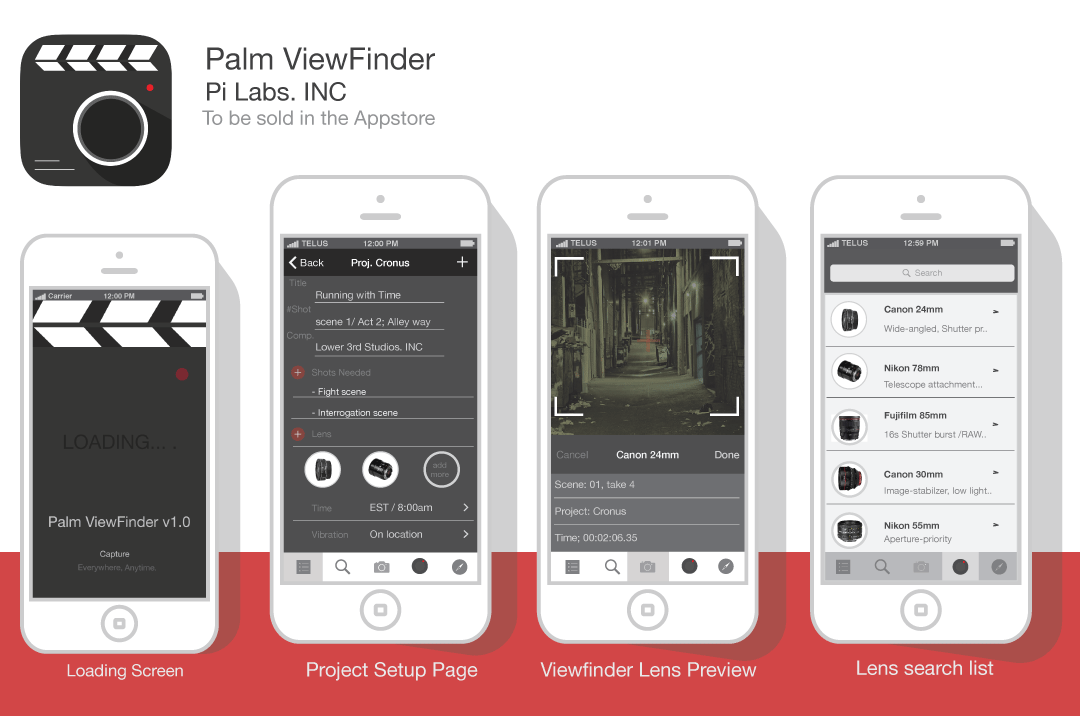 Palm ViewFinder
Pi Labs. INC
To be sold in the Appstore
Carrier 12:00 PM
LOADING... .
Palm ViewFinder v1.0
Capture
Everywhere, Anytime.
Loading Screen
TELUS 12:00 PM
Back Proj. Cronus +
Title
Running with Time
#Shot
scene 1/ Act 2; Alley way
Comp.
Lower 3rd Studios. INC
+ Shots Needed
- Fight scene
- Interrogation scene
+ Lens
add
more
Time EST / 8:00am
Vibration On location
Project Setup Page
TELUS 12:01 PM
Cancel Canon 24mm Done
Scene: 01, take 4
Project: Cronus
Time; 00:02:06.35
Viewfinder Lens Preview
TELUS 12:59 PM
Search
Canon 24mm
Wide-angled, Shutter pr..
Nikon 78mm
Telescope attachment...
Fujifilm 85mm
16s Shutter burst /RAW..
Canon 30mm
Image-stabilzer, low light..
Nikon 55mm
Aperture-priority
Lens search list